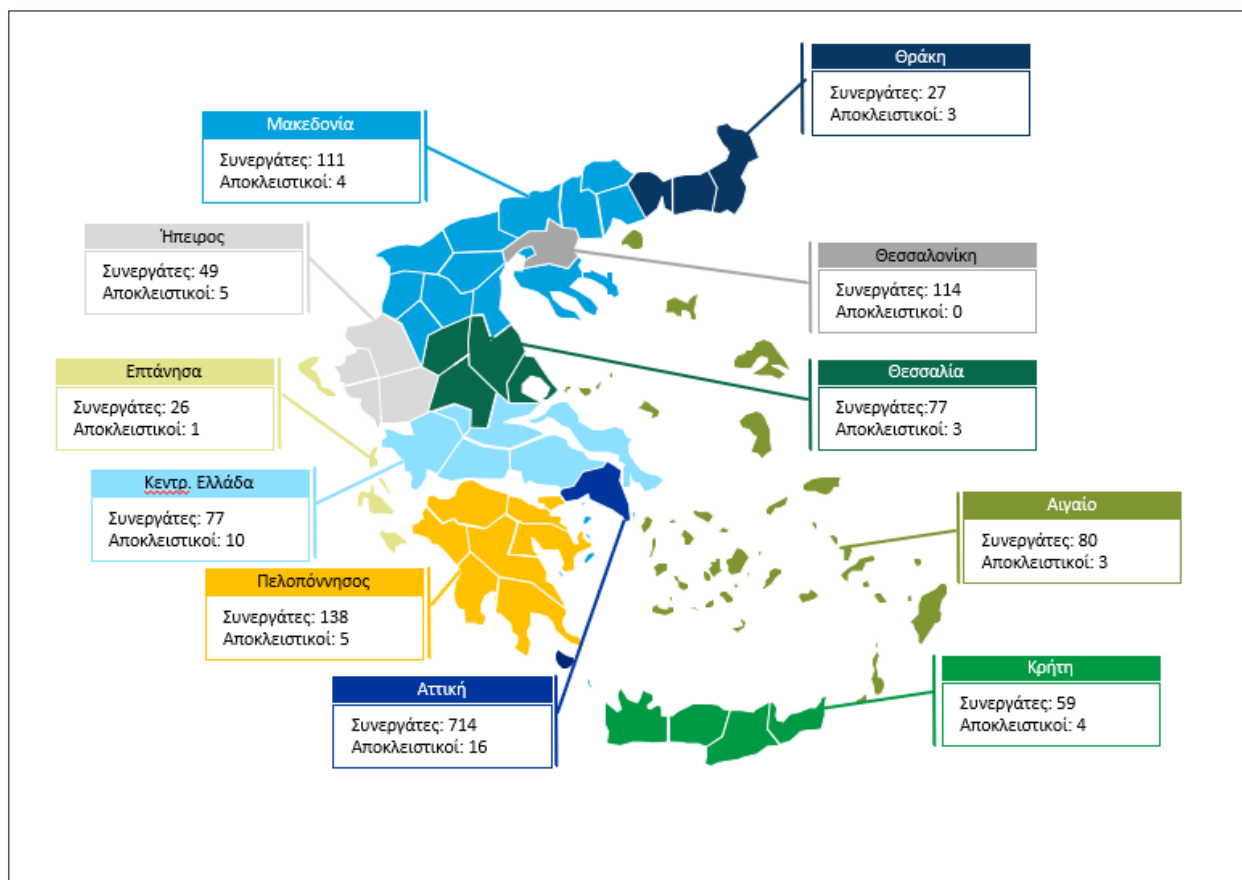 Θράκη
Συνεργάτες: 27
Αποκλειστικοί: 3
Μακεδονία
Συνεργάτες: 111
Αποκλειστικοί: 4
Ήπειρος
Συνεργάτες: 49
Αποκλειστικοί: 5
Θεσσαλονίκη
Συνεργάτες: 114
Αποκλειστικοί: 0
Επτάνησα
Συνεργάτες: 26
Αποκλειστικοί: 1
Θεσσαλία
Συνεργάτες:77
Αποκλειστικοί: 3
Κεντρ. Ελλάδα
Συνεργάτες: 77
Αποκλειστικοί: 10
Αιγαίο
Συνεργάτες: 80
Αποκλειστικοί: 3
Πελοπόννησος
Συνεργάτες: 138
Αποκλειστικοί: 5
Κρήτη
Συνεργάτες: 59
Αποκλειστικοί: 4
Αττική
Συνεργάτες: 714
Αποκλειστικοί: 16